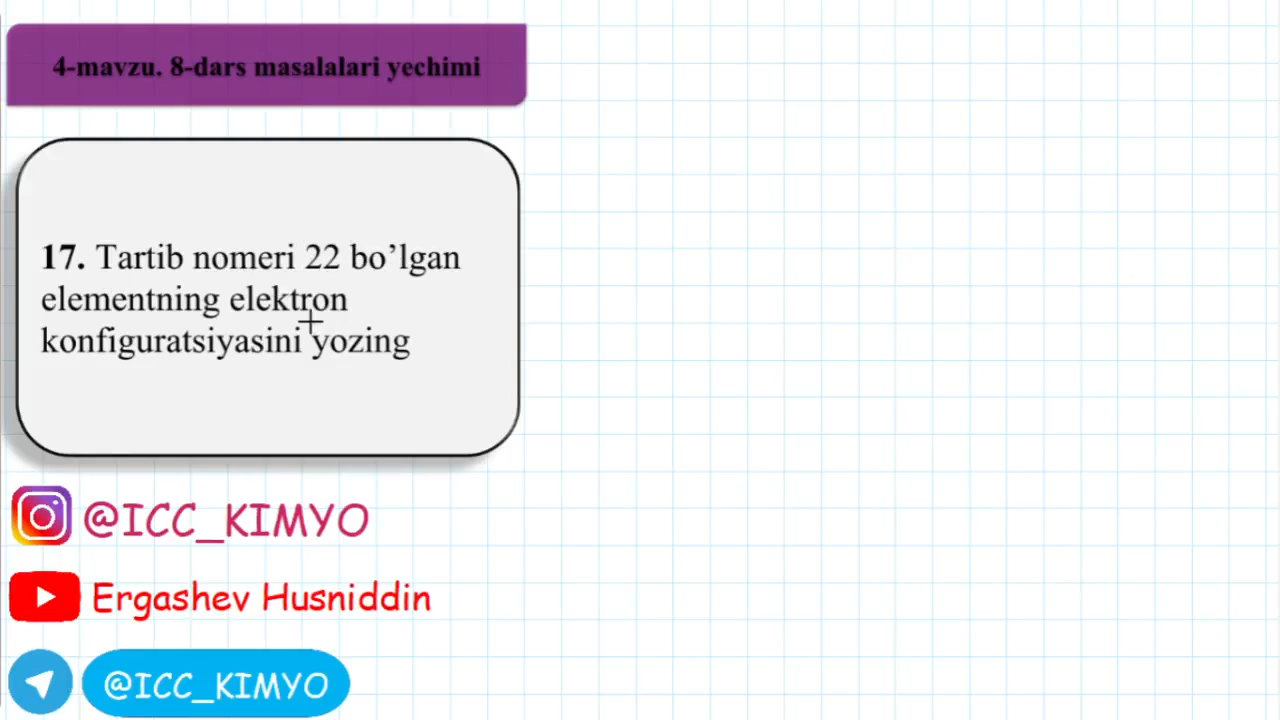 4-mavzu. 8-dars masalalari yechimi
17. Tartib nomeri 22 bo’lgan
elementning elektron
konfiguratsiyasini yozing
@ICC_KIMYO
Ergashev Husniddin
@ICC_KIMYO